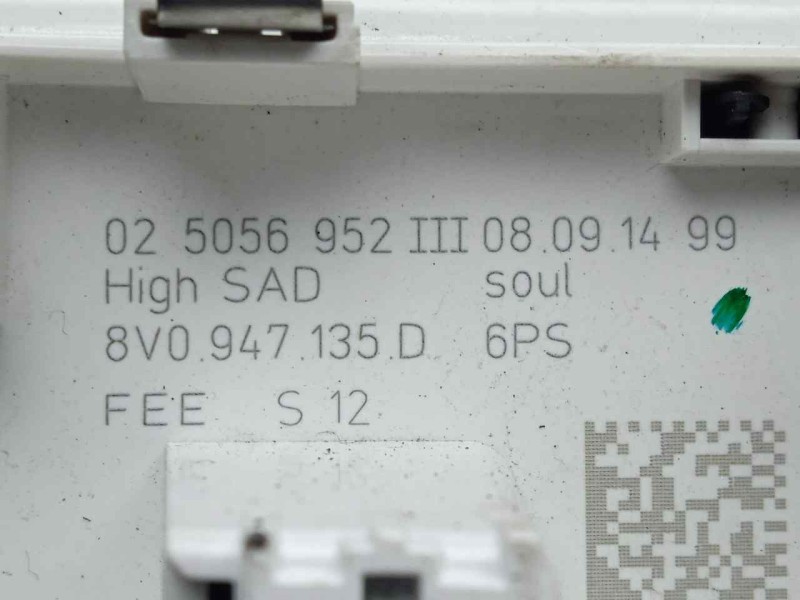 02 5056 952 III 08.09.14 99
High SAD soul
8V0.947.135.D 6PS
FEE S 12